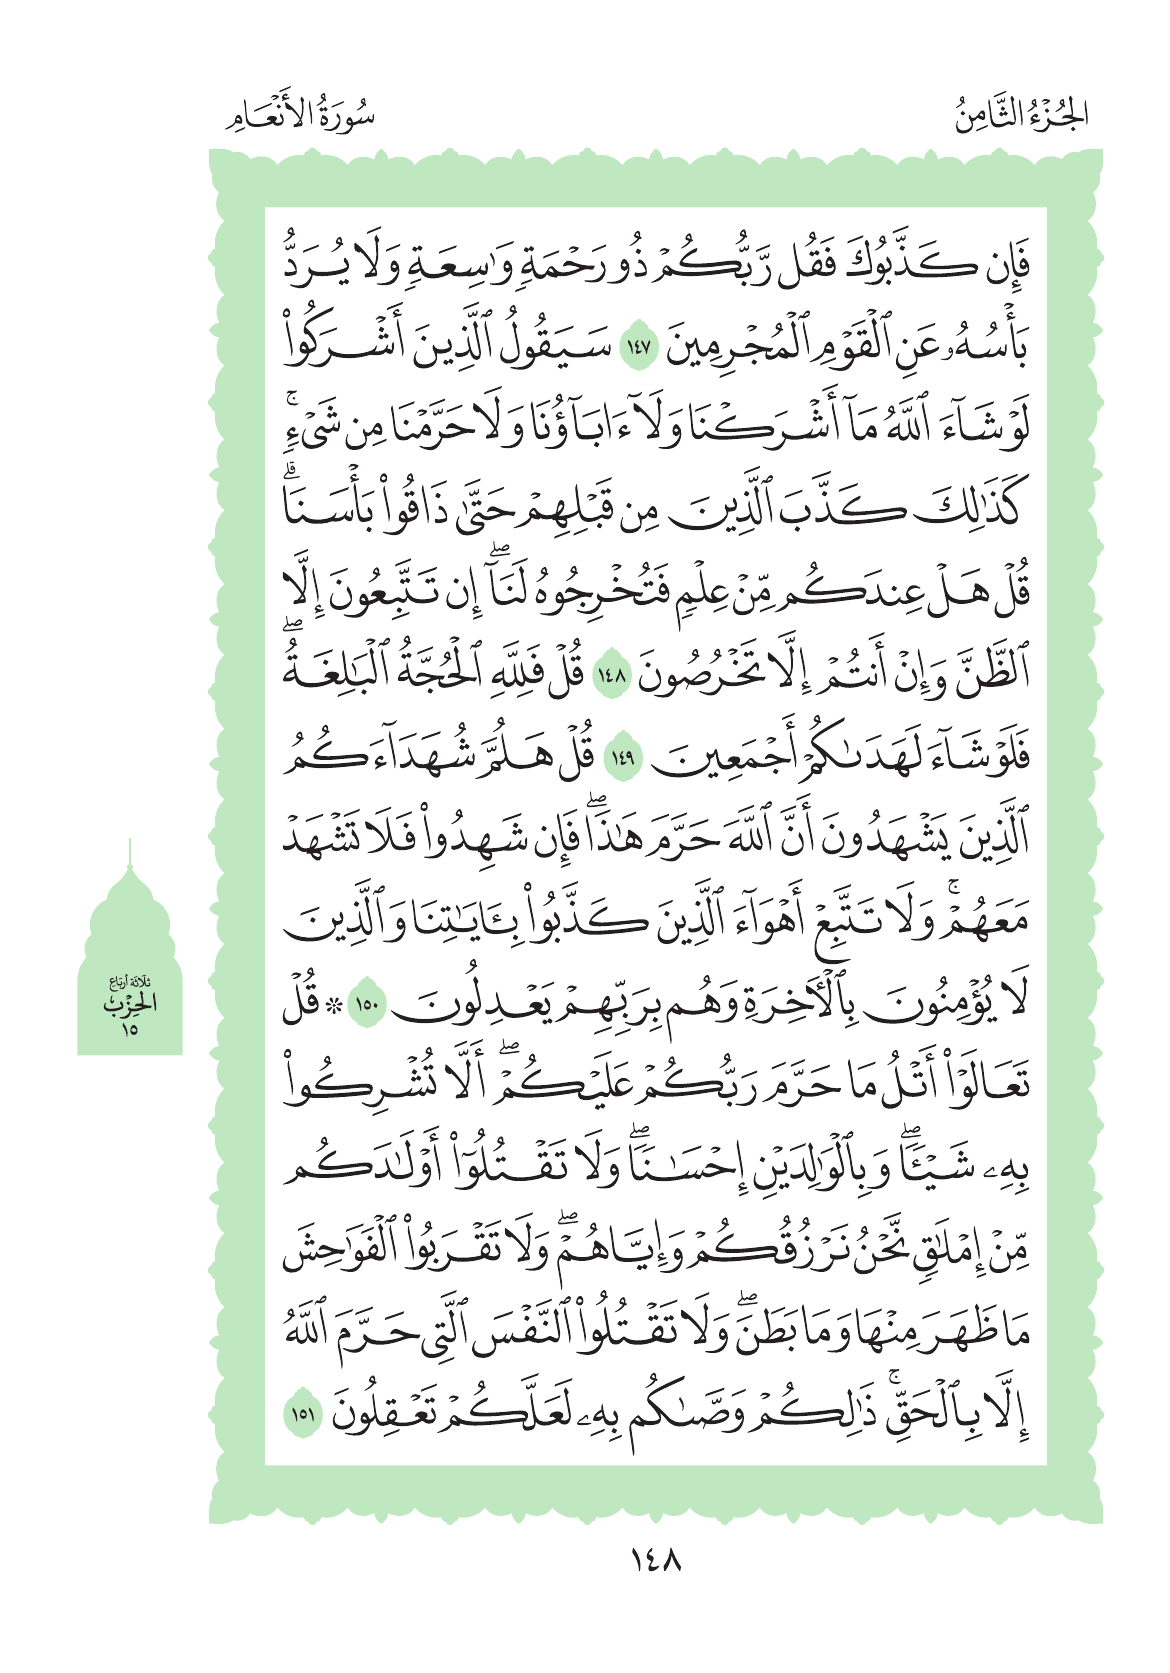 الجُزْءُ الثَّامِنُ
سُورَةُ الأَنْعَامِ
فَإِن كَذَّبُوكَ فَقُل رَّبُّكُمْ ذُو رَحْمَةٍ وَٰسِعَةٍ وَلَا يُرَدُّ
بَأْسُهُۥ عَنِ ٱلْقَوْمِ ٱلْمُجْرِمِينَ ١٤٧ سَيَقُولُ ٱلَّذِينَ أَشْرَكُوا۟
لَوْ شَآءَ ٱللَّهُ مَآ أَشْرَكْنَا وَلَآ ءَابَآؤُنَا وَلَا حَرَّمْنَا مِن شَىْءٍۚ
كَذَٰلِكَ كَذَّبَ ٱلَّذِينَ مِن قَبْلِهِمْ حَتَّىٰ ذَاقُوا۟ بَأْسَنَاۗ
قُلْ هَلْ عِندَكُم مِّنْ عِلْمٍ فَتُخْرِجُوهُ لَنَآۖ إِن تَتَّبِعُونَ إِلَّا
ٱلظَّنَّ وَإِنْ أَنتُمْ إِلَّا تَخْرُصُونَ ١٤٨ قُلْ فَلِلَّهِ ٱلْحُجَّةُ ٱلْبَٰلِغَةُۖ
فَلَوْ شَآءَ لَهَدَىٰكُمْ أَجْمَعِينَ ١٤٩ قُلْ هَلُمَّ شُهَدَآءَكُمُ
ٱلَّذِينَ يَشْهَدُونَ أَنَّ ٱللَّهَ حَرَّمَ هَٰذَاۖ فَإِن شَهِدُوا۟ فَلَا تَشْهَدْ
مَعَهُمْۚ وَلَا تَتَّبِعْ أَهْوَآءَ ٱلَّذِينَ كَذَّبُوا۟ بِـَٔايَٰتِنَا وَٱلَّذِينَ
لَا يُؤْمِنُونَ بِٱلْـَٔاخِرَةِ وَهُم بِرَبِّهِمْ يَعْدِلُونَ ١٥٠ ۞ قُلْ
تَعَالَوْا۟ أَتْلُ مَا حَرَّمَ رَبُّكُمْ عَلَيْكُمْۖ أَلَّا تُشْرِكُوا۟
بِهِۦ شَيْـًٔاۖ وَبِٱلْوَٰلِدَيْنِ إِحْسَٰنًاۖ وَلَا تَقْتُلُوٓا۟ أَوْلَٰدَكُم
مِّنْ إِمْلَٰقٍ نَّحْنُ نَرْزُقُكُمْ وَإِيَّاهُمْۖ وَلَا تَقْرَبُوا۟ ٱلْفَوَٰحِشَ
مَا ظَهَرَ مِنْهَا وَمَا بَطَنَۖ وَلَا تَقْتُلُوا۟ ٱلنَّفْسَ ٱلَّتِى حَرَّمَ ٱللَّهُ
إِلَّا بِٱلْحَقِّۚ ذَٰلِكُمْ وَصَّىٰكُم بِهِۦ لَعَلَّكُمْ تَعْقِلُونَ ١٥١
ثلاثة أرباع
الحِزْب
١٥
١٤٨